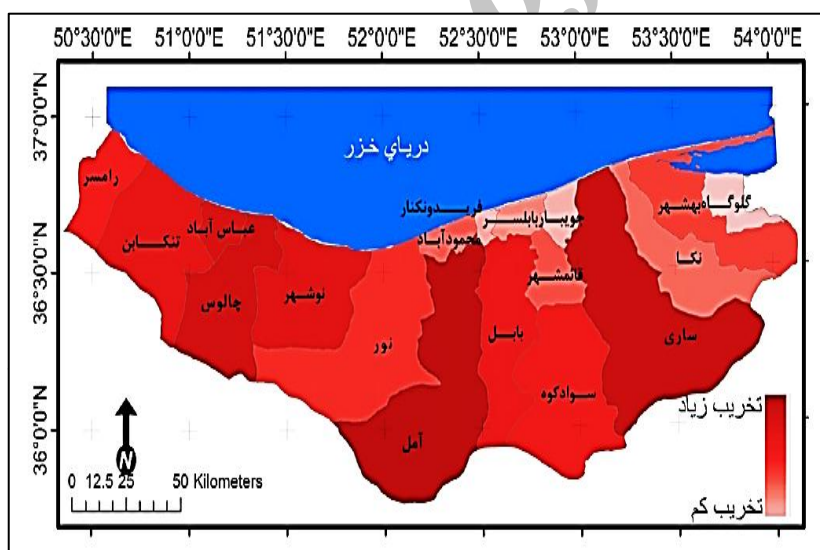 50°30'0"E 51°0'0"E 51°30'0"E 52°0'0"E 52°30'0"E 53°0'0"E 53°30'0"E 54°0'0"E
37°0'0"N
36°30'0"N
36°0'0"N
دریاي خزر
رامسر
تنکابن
عباس آباد
چالوس
نوشهر
نور
آمل
محمودآباد
فریدونکنار
بابلسر
جویبار
بابل
قائمشهر
سوادکوه
ساری
نکا
بهشهر
گلوگاه
تخریب زیاد
تخریب کم
N
0 12.5 25 50 Kilometers